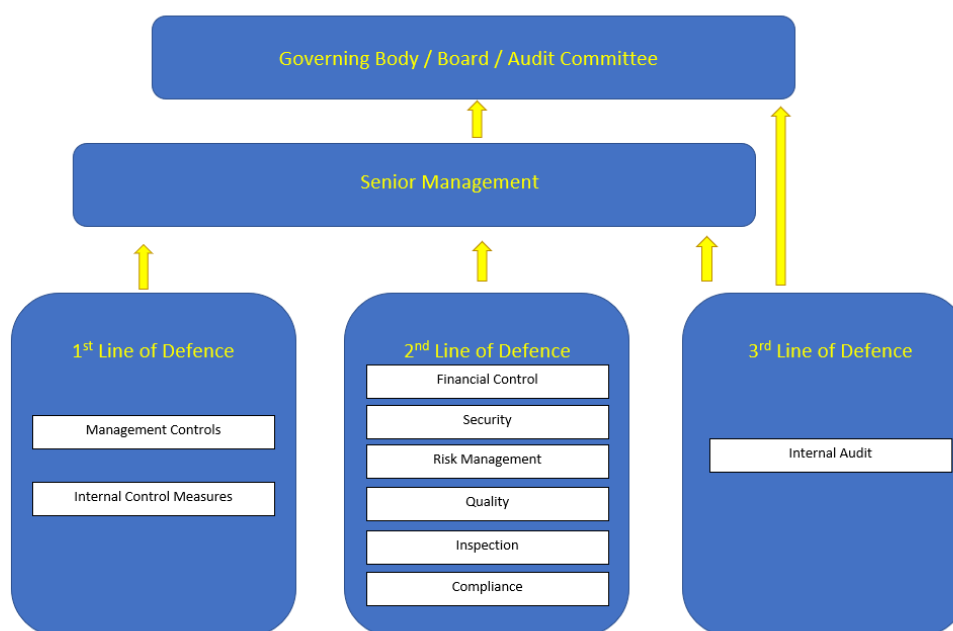 Governing Body / Board / Audit Committee
Senior Management
1st Line of Defence
Management Controls
Internal Control Measures
2nd Line of Defence
Financial Control
Security
Risk Management
Quality
Inspection
Compliance
3rd Line of Defence
Internal Audit